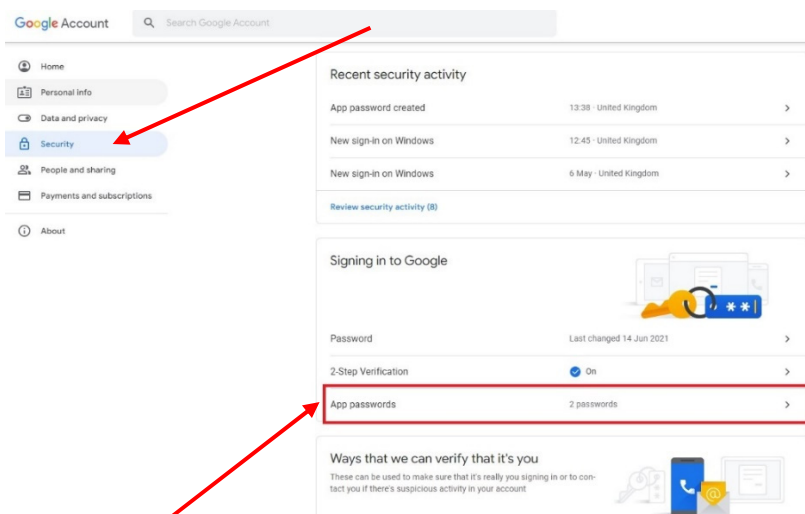 Google Account
Search Google Account
Home
Personal info
Data and privacy
Security
People and sharing
Payments and subscriptions
About
Recent security activity
App password created 13:38 · United Kingdom
New sign-in on Windows 12:45 · United Kingdom
New sign-in on Windows 6 May · United Kingdom
Review security activity (8)
Signing in to Google
**
Password Last changed 14 Jun 2021
2-Step Verification On
App passwords 2 passwords
Ways that we can verify that it's you
These can be used to make sure that it's really you signing in or to con-
tact you if there's suspicious activity in your account